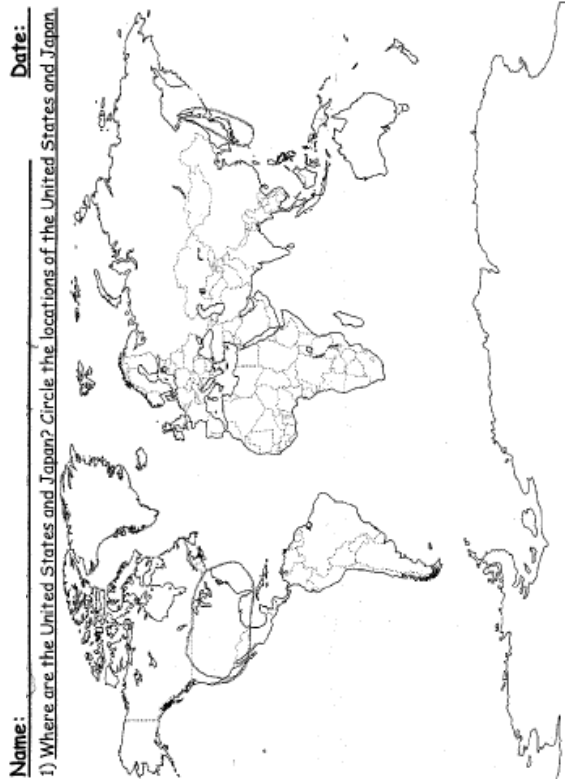 Name: Date:
1) Where are the United States and Japan? Circle the locations of the United States and Japan.